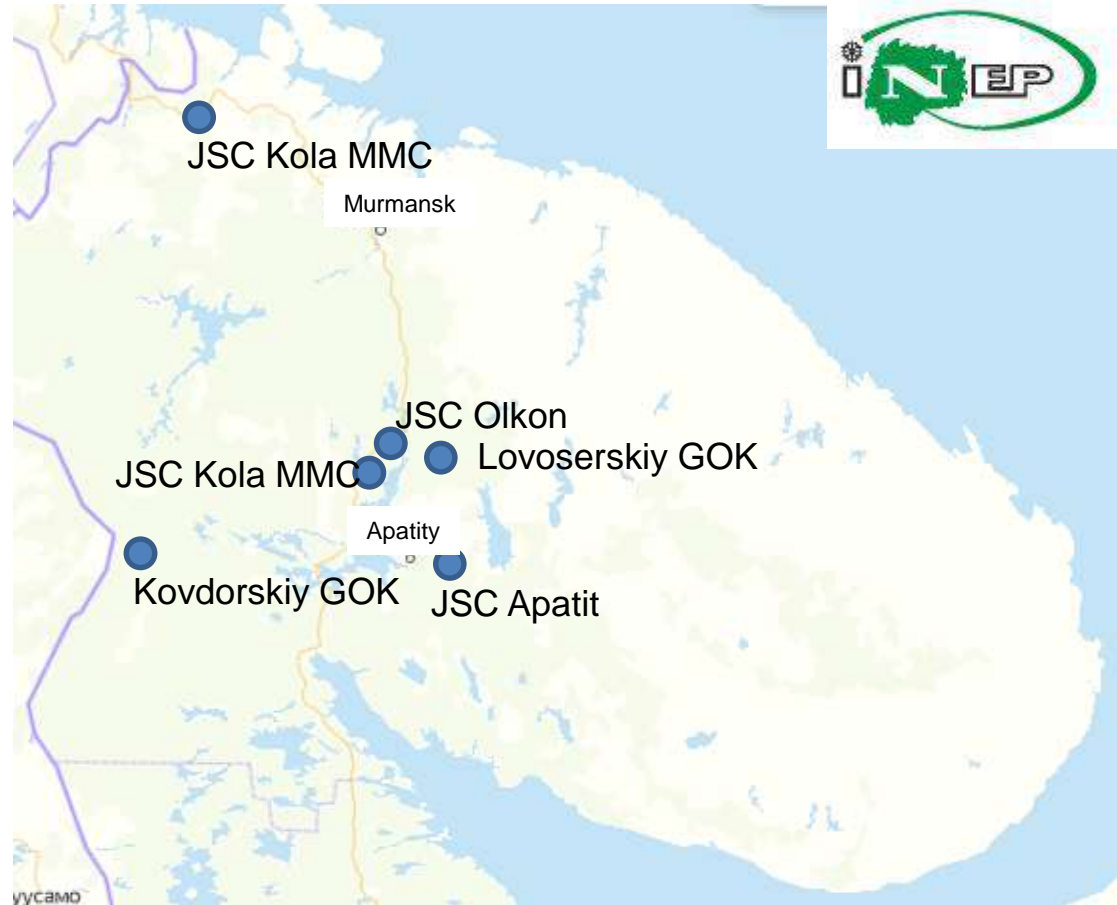 iNEP
JSC Kola MMC
Murmansk
JSC Olkon
Lovoserskiy GOK
JSC Kola MMC
Apatity
Kovdorskiy GOK
JSC Apatit
уусамо